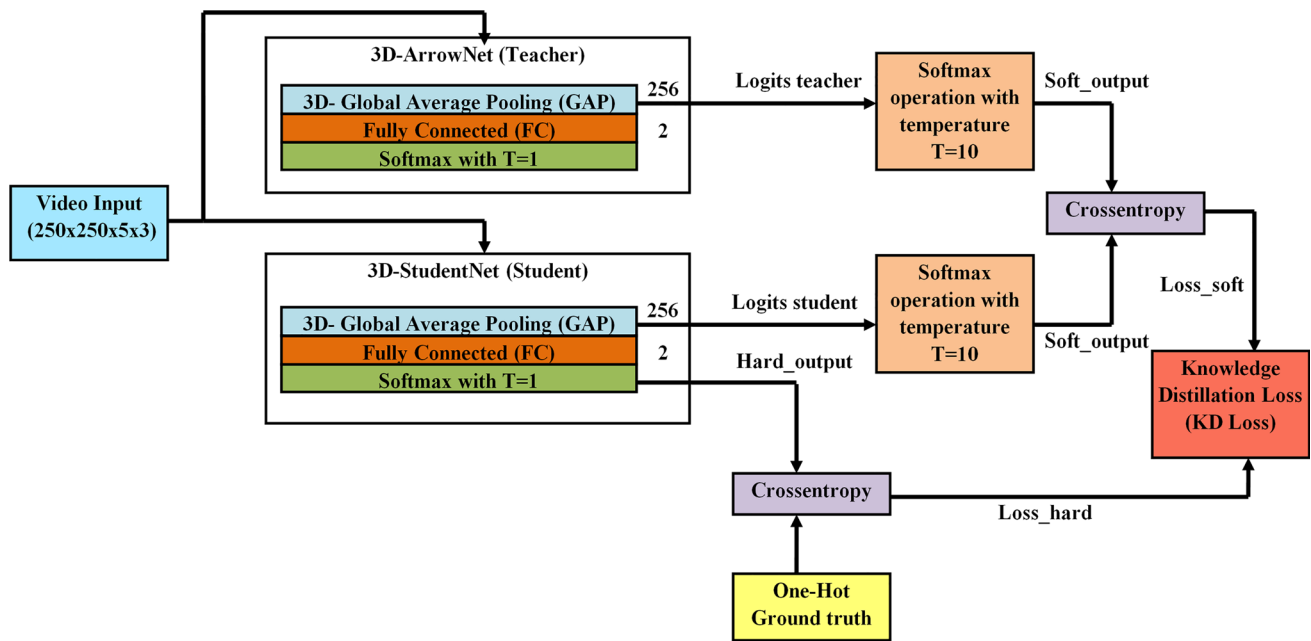 3D-ArrowNet (Teacher)
3D- Global Average Pooling (GAP)
256
Fully Connected (FC)
2
Softmax with T=1
Logits teacher
Softmax
operation with
temperature
T=10
Soft_output
Video Input
(250x250x5x3)
Crossentropy
3D-StudentNet (Student)
3D- Global Average Pooling (GAP)
256
Fully Connected (FC)
2
Softmax with T=1
Logits student
Hard_output
Softmax
operation with
temperature
T=10
Soft_output
Loss_soft
Knowledge
Distillation Loss
(KD Loss)
Crossentropy
Loss_hard
One-Hot
Ground truth